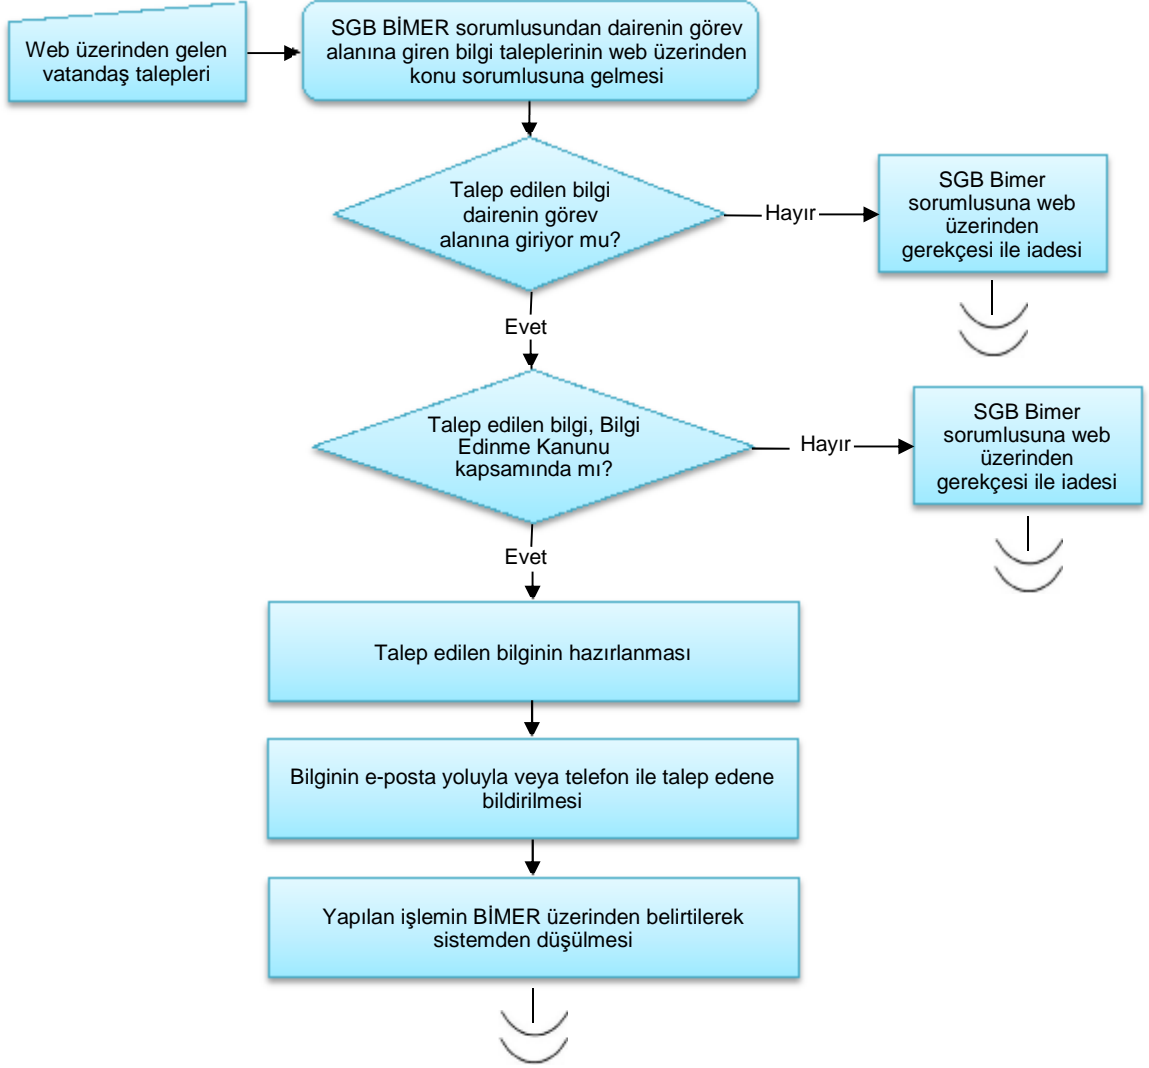 Web üzerinden gelen
vatandaş talepleri
SGB BİMER sorumlusundan dairenin görev
alanına giren bilgi taleplerinin web üzerinden
konu sorumlusuna gelmesi
Talep edilen bilgi
dairenin görev
alanına giriyor mu?
Hayır
SGB Bimer
sorumlusuna web
üzerinden
gerekçesi ile iadesi
Evet
Talep edilen bilgi, Bilgi
Edinme Kanunu
kapsamında mı?
Hayır
SGB Bimer
sorumlusuna web
üzerinden
gerekçesi ile iadesi
Evet
Talep edilen bilginin hazırlanması
Bilginin e-posta yoluyla veya telefon ile talep edene
bildirilmesi
Yapılan işlemin BİMER üzerinden belirtilerek
sistemden düşülmesi